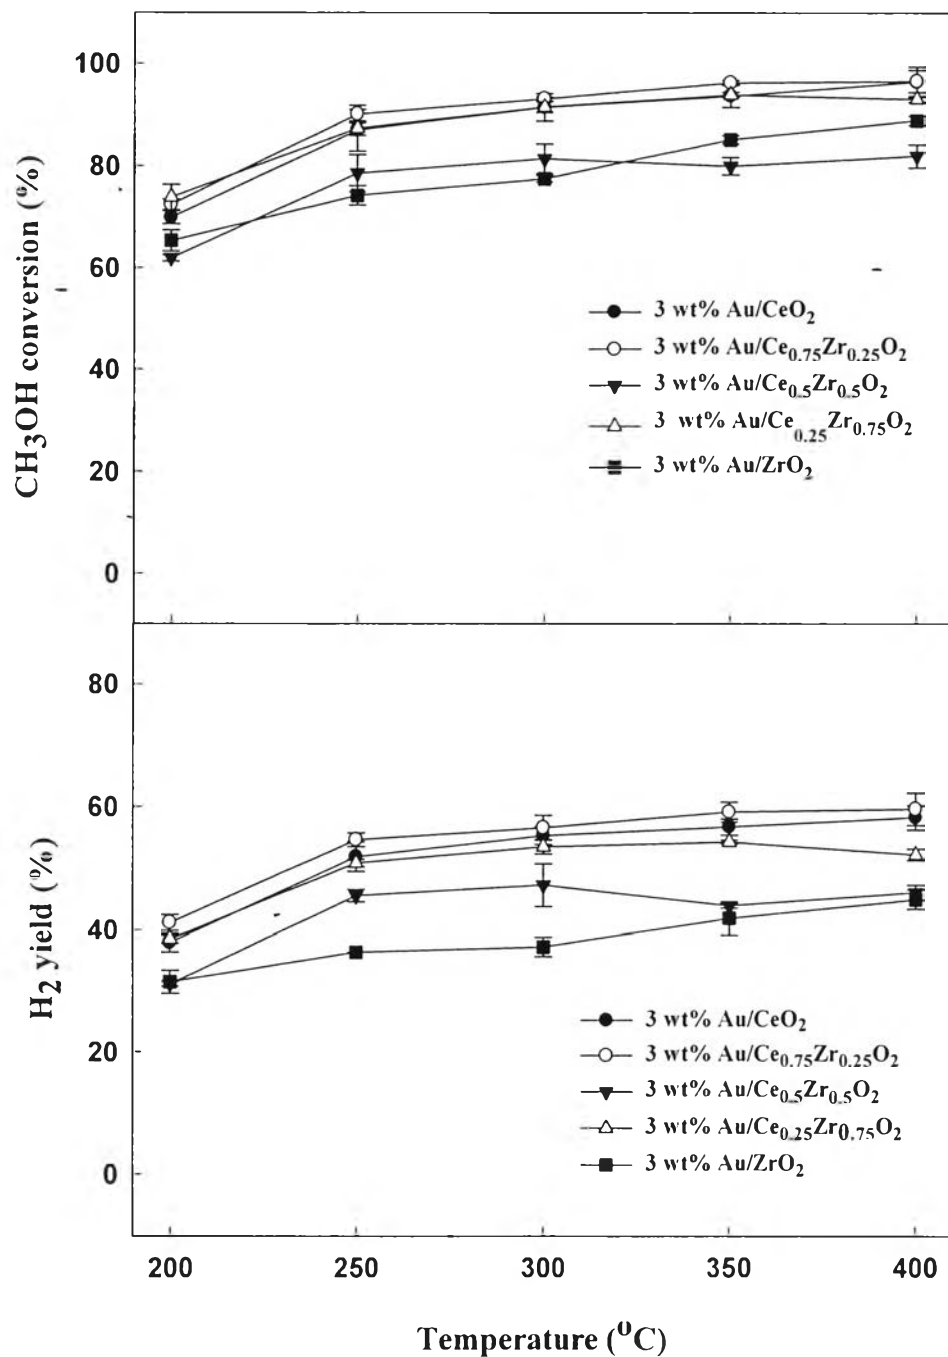 100
80
60
40
20
0
CH₃OH conversion (%)
3 wt% Au/CeO₂
3 wt% Au/Ce₀.₇₅Zr₀.₂₅O₂
3 wt% Au/Ce₀.₅Zr₀.₅O₂
3 wt% Au/Ce₀.₂₅Zr₀.₇₅O₂
3 wt% Au/ZrO₂
80
60
40
20
0
H₂ yield (%)
3 wt% Au/CeO₂
3 wt% Au/Ce₀.₇₅Zr₀.₂₅O₂
3 wt% Au/Ce₀.₅Zr₀.₅O₂
3 wt% Au/Ce₀.₂₅Zr₀.₇₅O₂
3 wt% Au/ZrO₂
200 250 300 350 400
Temperature (⁰C)